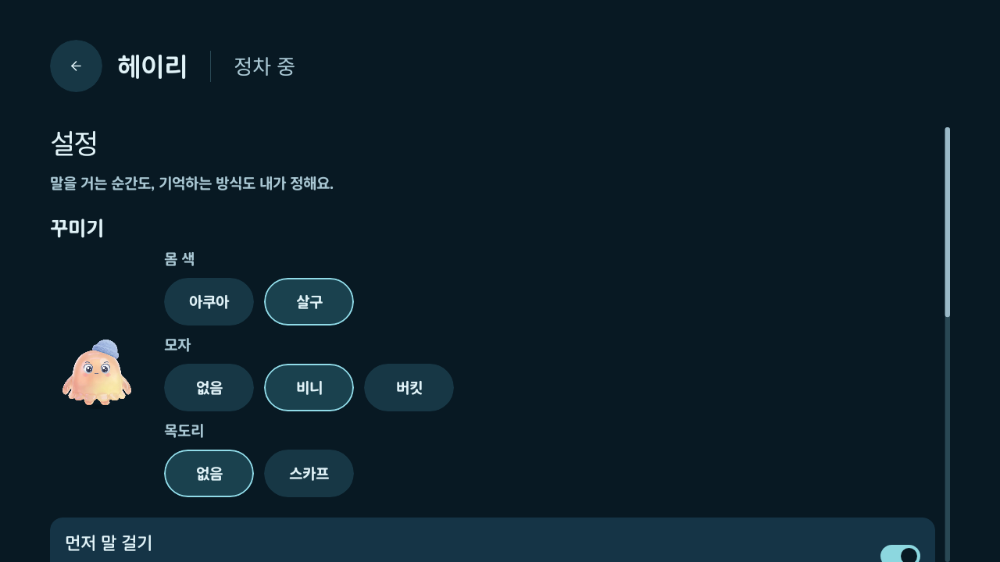 헤이리
정차 중
설정
말을 거는 순간도, 기억하는 방식도 내가 정해요.
꾸미기
몸 색
아쿠아
살구
모자
없음
비니
버킷
목도리
없음
스카프
먼저 말 걸기